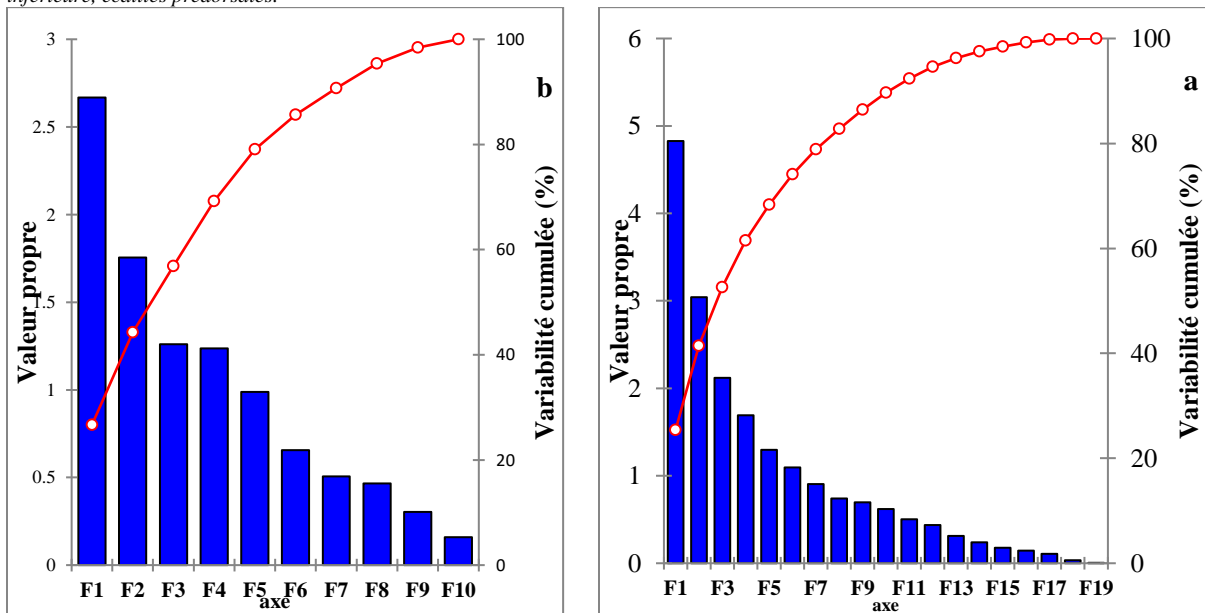 inférieure, écailles prédorsales.
b
Valeur propre
3
2.5
2
1.5
1
0.5
0
100
80
60
40
20
0
Variabilité cumulée (%)
F1 F2 F3 F4 F5 F6 F7 F8 F9 F10
axe
a
Valeur propre
6
5
4
3
2
1
0
100
80
60
40
20
0
Variabilité cumulée (%)
F1 F3 F5 F7 F9 F11 F13 F15 F17 F19
axe